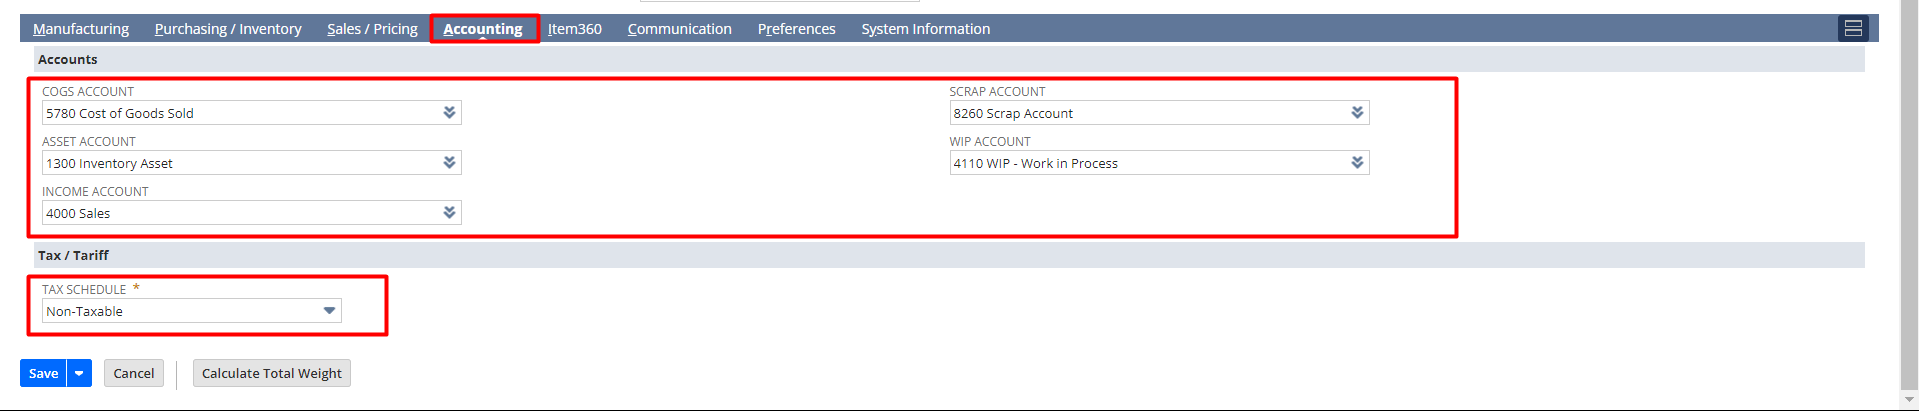 Manufacturing Purchasing / Inventory Sales / Pricing Accounting Item360 Communication Preferences System Information
Accounts
COGS ACCOUNT
5780 Cost of Goods Sold
ASSET ACCOUNT
1300 Inventory Asset
INCOME ACCOUNT
4000 Sales
SCRAP ACCOUNT
8260 Scrap Account
WIP ACCOUNT
4110 WIP - Work in Process
Tax / Tariff
TAX SCHEDULE *
Non-Taxable
Save Cancel Calculate Total Weight